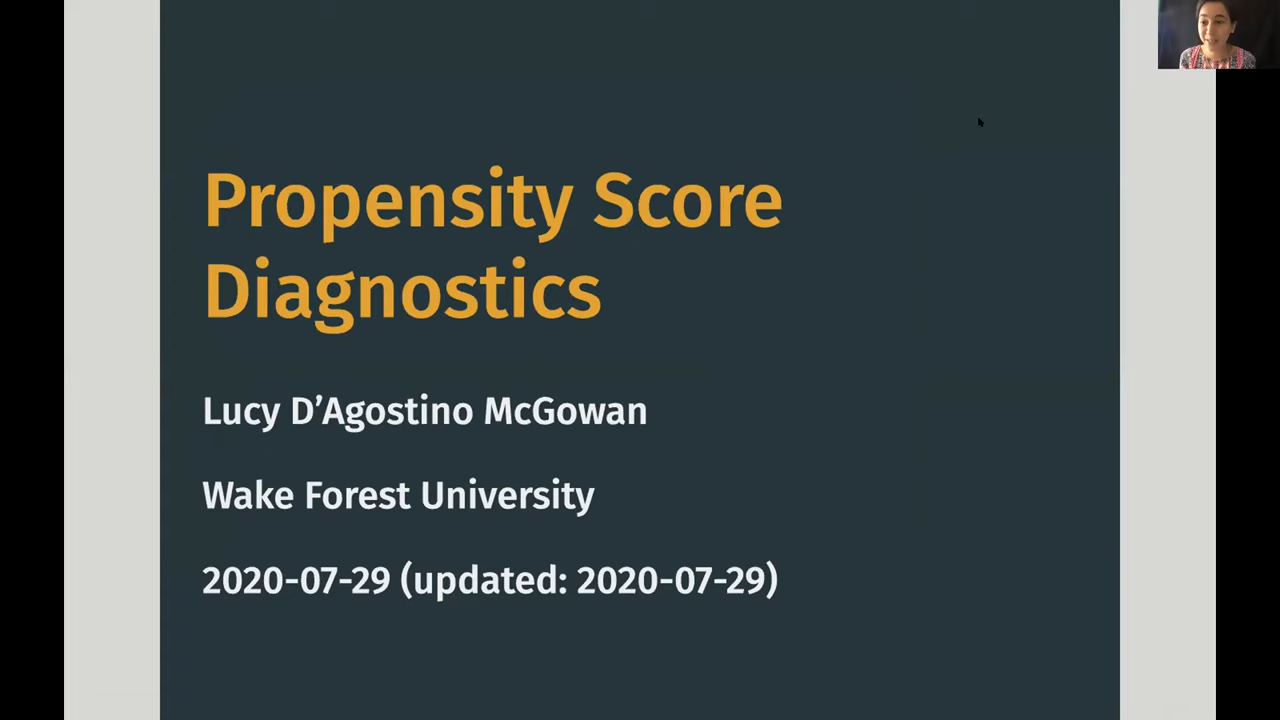 Propensity Score
Diagnostics
Lucy D’Agostino McGowan
Wake Forest University
2020-07-29 (updated: 2020-07-29)